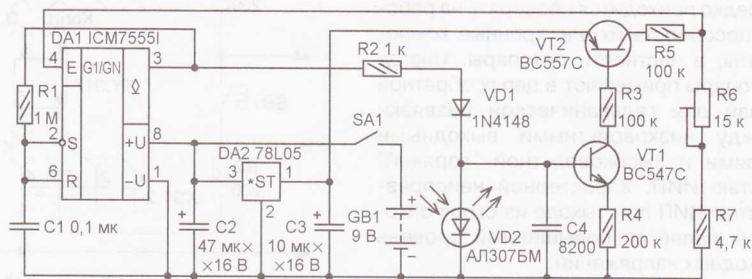 DA1 ICM7555I
4
E
G1/GN
3
R1
1 М
2
S
+U
8
6
R
-U
1
C1 0,1 мк
R2 1 к
DA2 78L05
3
ST
1
2
C2
47 мк×
×16 В
C3
10 мк×
×16 В
SA1
GB1
9 В
VD1
1N4148
VD2
АЛ307БМ
VT2
BC557C
R3
100 к
VT1
BC547C
C4
8200
R4
200 к
R5
100 к
R6
15 к
R7
4,7 к